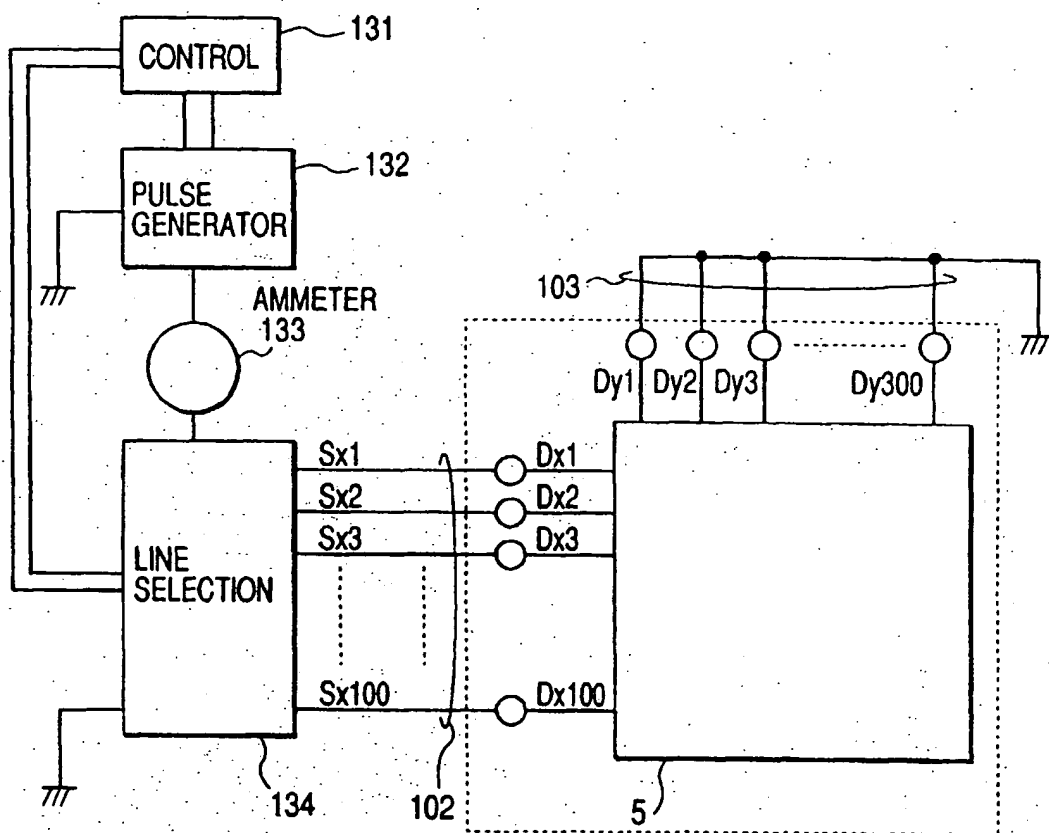 131
CONTROL
132
PULSE
GENERATOR
AMMETER
133
103
Dy1 Dy2 Dy3 Dy300
Sx1 Dx1
Sx2 Dx2
Sx3 Dx3
LINE
SELECTION
Sx100 Dx100
134
102
5